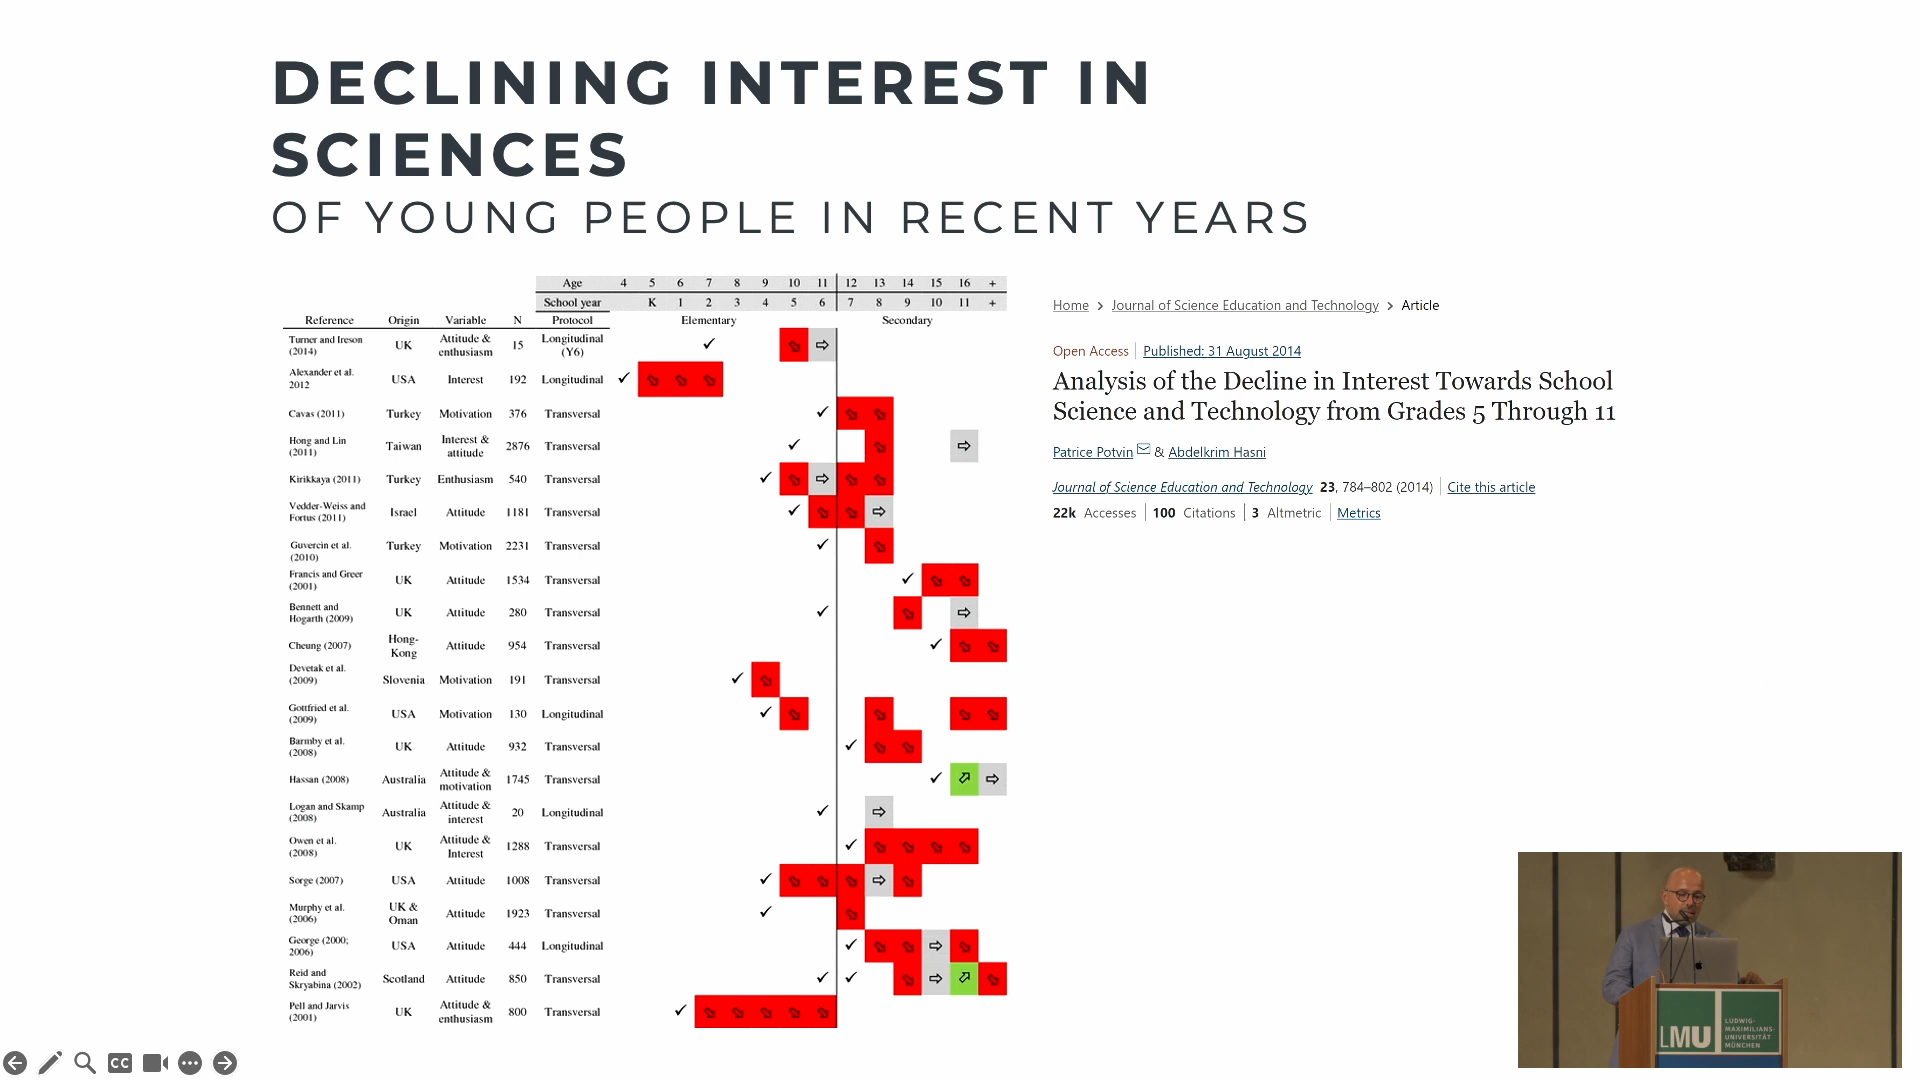 DECLINING INTEREST IN
SCIENCES
OF YOUNG PEOPLE IN RECENT YEARS
Age 4 5 6 7 8 9 10 11 12 13 14 15 16 +
School year K 1 2 3 4 5 6 7 8 9 10 11 +
Reference Origin Variable N Protocol Elementary Secondary
Turner and Ireson (2014) UK Attitude & enthusiasm 15 Longitudinal (Y6)
Alexander et al. 2012 USA Interest 192 Longitudinal
Cavas (2011) Turkey Motivation 376 Transversal
Hong and Lin (2011) Taiwan Interest & attitude 2876 Transversal
Kirikkaya (2011) Turkey Enthusiasm 540 Transversal
Vedder-Weiss and Fortus (2011) Israel Attitude 1181 Transversal
Guvercin et al. (2010) Turkey Motivation 2231 Transversal
Francis and Greer (2001) UK Attitude 1534 Transversal
Bennett and Hogarth (2009) UK Attitude 280 Transversal
Cheung (2007) Hong-Kong Attitude 954 Transversal
Devetak et al. (2009) Slovenia Motivation 191 Transversal
Gottfried et al. (2009) USA Motivation 130 Longitudinal
Barmby et al. (2008) UK Attitude 932 Transversal
Hassan (2008) Australia Attitude & motivation 1745 Transversal
Logan and Skamp (2008) Australia Attitude & interest 20 Longitudinal
Owen et al. (2008) UK Attitude & Interest 1288 Transversal
Sorge (2007) USA Attitude 1008 Transversal
Murphy et al. (2006) UK & Oman Attitude 1923 Transversal
George (2000; 2006) USA Attitude 444 Longitudinal
Reid and Skryabina (2002) Scotland Attitude 850 Transversal
Pell and Jarvis (2001) UK Attitude & enthusiasm 800 Transversal
Home > Journal of Science Education and Technology > Article
Open Access | Published: 31 August 2014
Analysis of the Decline in Interest Towards School
Science and Technology from Grades 5 Through 11
Patrice Potvin & Abdelkrim Hasni
Journal of Science Education and Technology 23, 784–802 (2014) | Cite this article
22k Accesses | 100 Citations | 3 Altmetric | Metrics
LMU
LUDWIG-
MAXIMILIANS-
UNIVERSITÄT
MÜNCHEN
CC